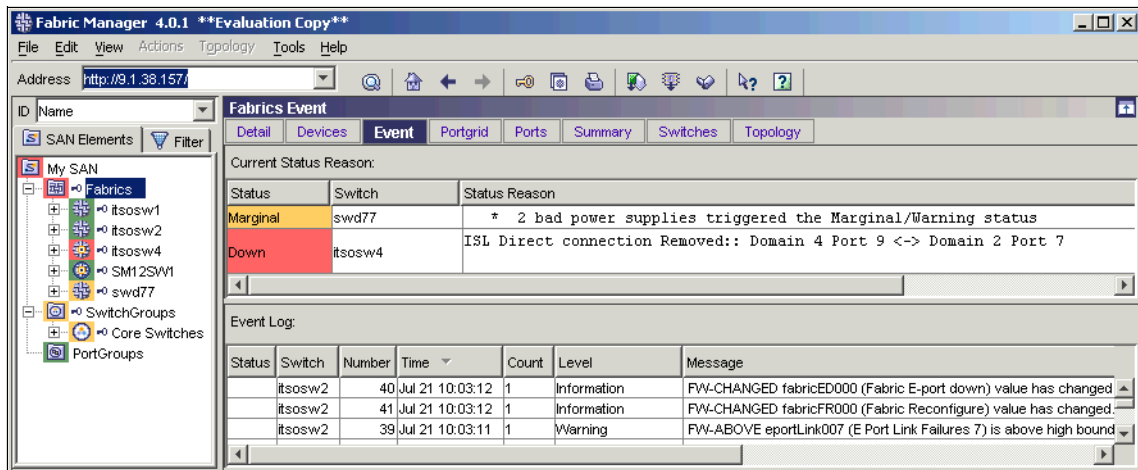 Fabric Manager 4.0.1 **Evaluation Copy**
File Edit View Actions Topology Tools Help
Address http://9.1.38.157/
ID Name
SAN Elements Filter
My SAN
Fabrics
itsosw1
itsosw2
itsosw4
SM12SW1
swd77
SwitchGroups
Core Switches
PortGroups
Fabrics Event
Detail Devices Event Portgrid Ports Summary Switches Topology
Current Status Reason:
Status Switch Status Reason
Marginal swd77 * 2 bad power supplies triggered the Marginal/Warning status
Down itsosw4 ISL Direct connection Removed:: Domain 4 Port 9 <-> Domain 2 Port 7
Event Log:
Status Switch Number Time Count Level Message
itsosw2 40 Jul 21 10:03:12 1 Information FW-CHANGED fabricED000 (Fabric E-port down) value has changed
itsosw2 41 Jul 21 10:03:12 1 Information FW-CHANGED fabricFR000 (Fabric Reconfigure) value has changed.
itsosw2 39 Jul 21 10:03:11 1 Warning FW-ABOVE eportLink007 (E Port Link Failures 7) is above high bound